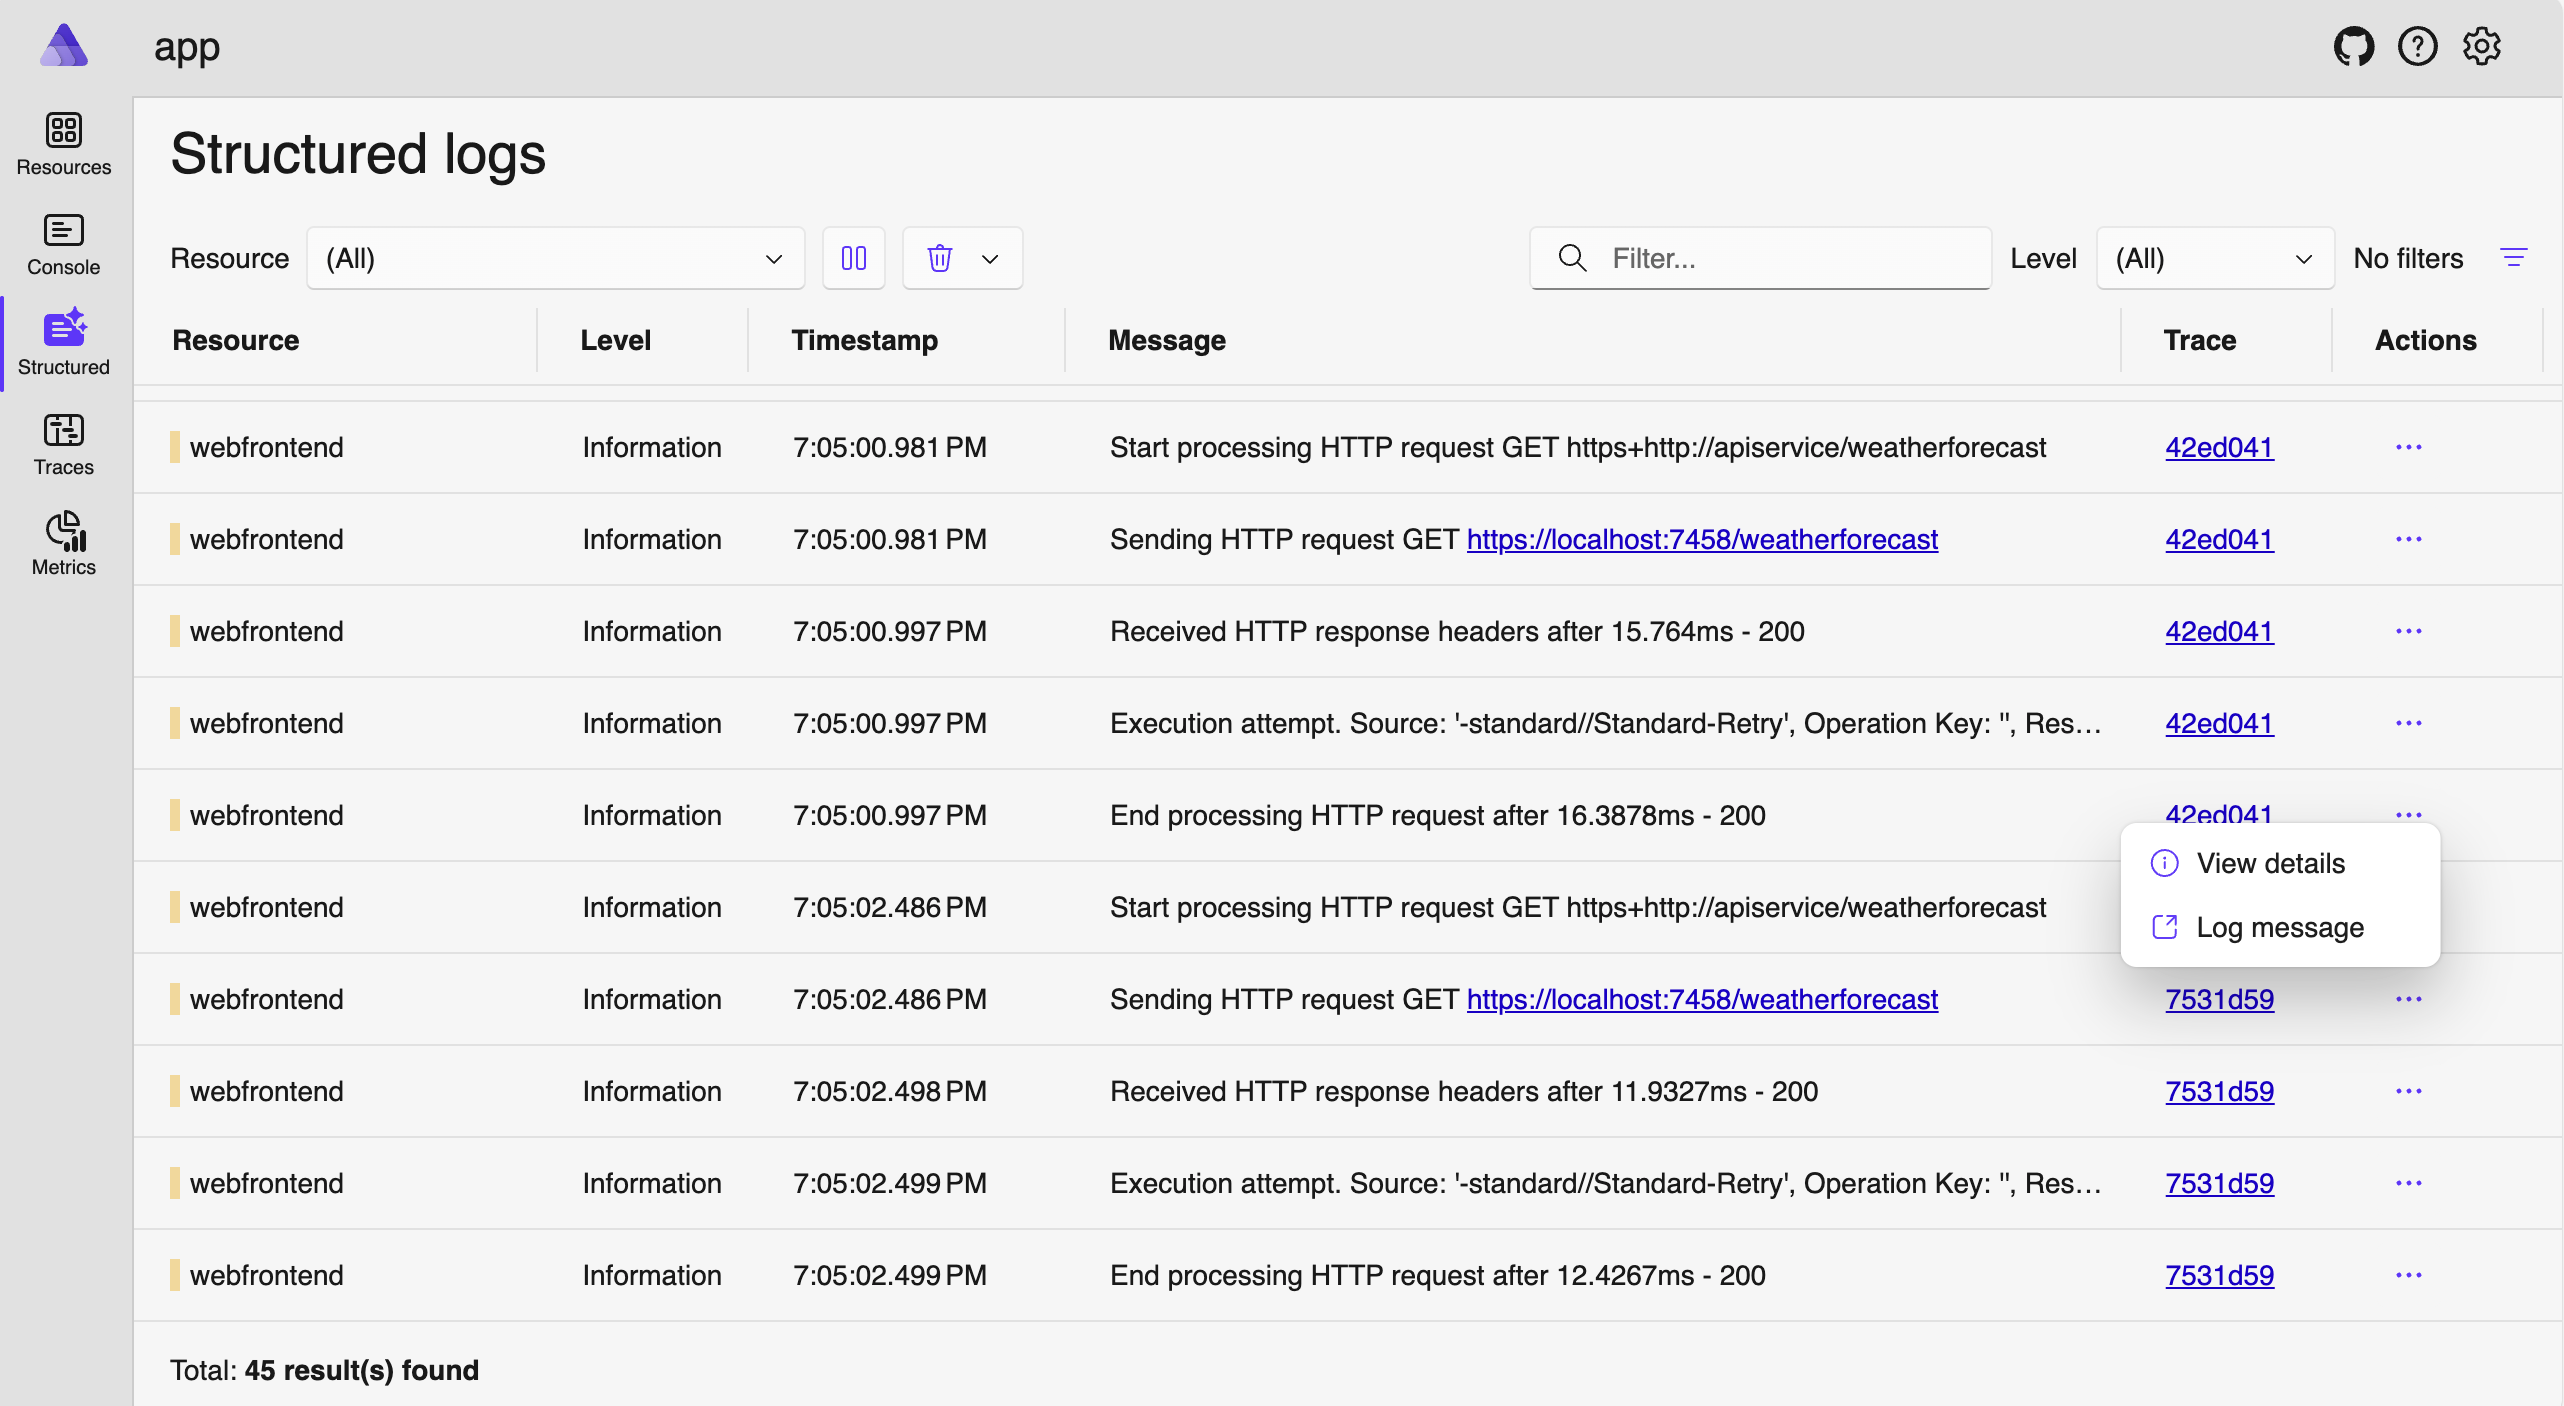 app
Resources
Console
Structured
Traces
Metrics
Structured logs
Resource (All) Filter... Level (All) No filters
Resource Level Timestamp Message Trace Actions
webfrontend Information 7:05:00.981 PM Start processing HTTP request GET https+http://apiservice/weatherforecast 42ed041
webfrontend Information 7:05:00.981 PM Sending HTTP request GET https://localhost:7458/weatherforecast 42ed041
webfrontend Information 7:05:00.997 PM Received HTTP response headers after 15.764ms - 200 42ed041
webfrontend Information 7:05:00.997 PM Execution attempt. Source: '-standard//Standard-Retry', Operation Key: '', Res... 42ed041
webfrontend Information 7:05:00.997 PM End processing HTTP request after 16.3878ms - 200 42ed041
View details
webfrontend Information 7:05:02.486 PM Start processing HTTP request GET https+http://apiservice/weatherforecast
Log message
webfrontend Information 7:05:02.486 PM Sending HTTP request GET https://localhost:7458/weatherforecast 7531d59
webfrontend Information 7:05:02.498 PM Received HTTP response headers after 11.9327ms - 200 7531d59
webfrontend Information 7:05:02.499 PM Execution attempt. Source: '-standard//Standard-Retry', Operation Key: '', Res... 7531d59
webfrontend Information 7:05:02.499 PM End processing HTTP request after 12.4267ms - 200 7531d59
Total: 45 result(s) found